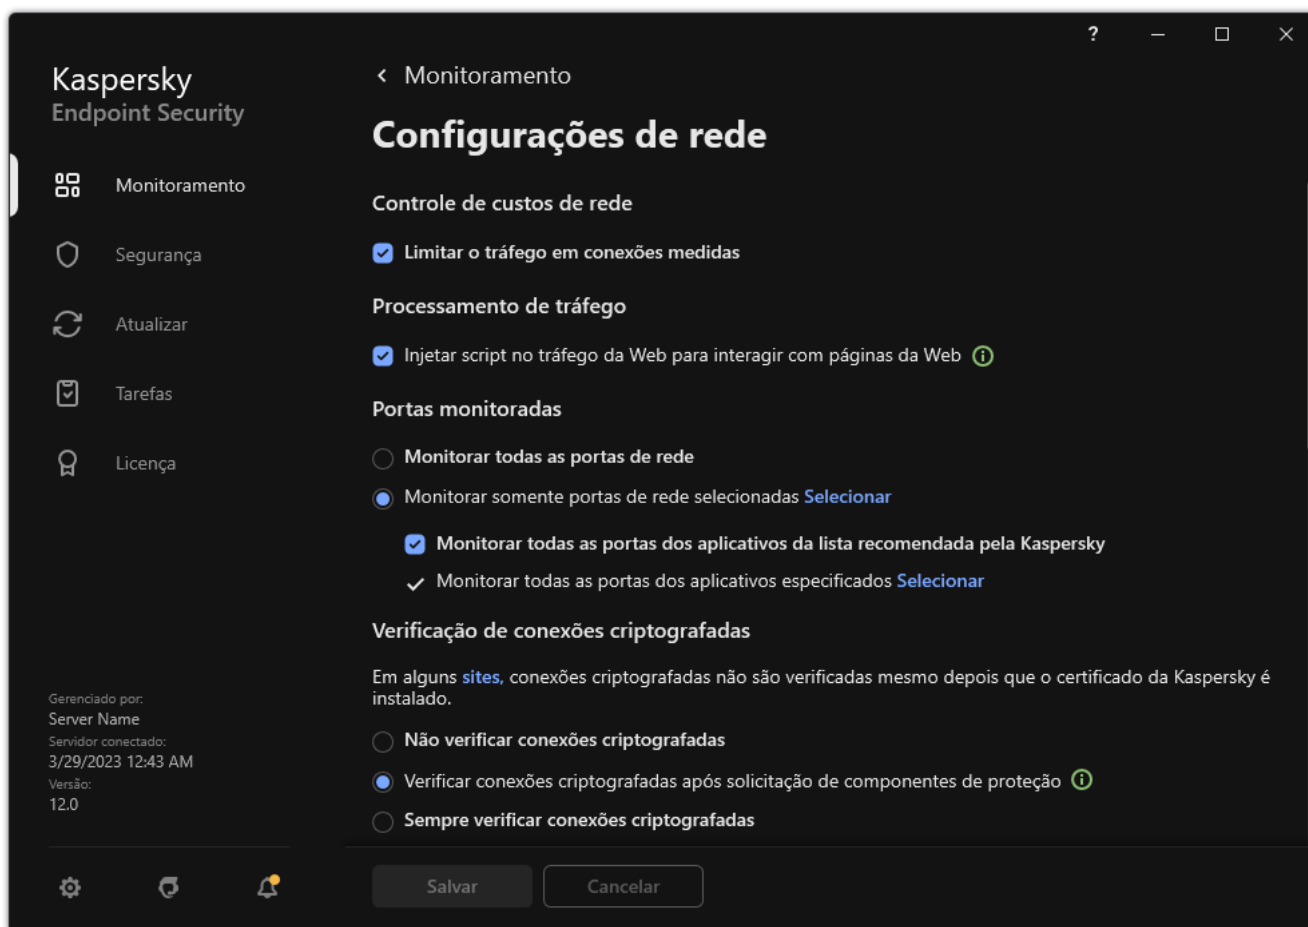 ?
Kaspersky
Endpoint Security
Monitoramento
Segurança
Atualizar
Tarefas
Licença
Gerenciado por:
Server Name
Servidor conectado:
3/29/2023 12:43 AM
Versão:
12.0
Monitoramento
Configurações de rede
Controle de custos de rede
Limitar o tráfego em conexões medidas
Processamento de tráfego
Injetar script no tráfego da Web para interagir com páginas da Web
Portas monitoradas
Monitorar todas as portas de rede
Monitorar somente portas de rede selecionadas Selecionar
Monitorar todas as portas dos aplicativos da lista recomendada pela Kaspersky
Monitorar todas as portas dos aplicativos especificados Selecionar
Verificação de conexões criptografadas
Em alguns sites, conexões criptografadas não são verificadas mesmo depois que o certificado da Kaspersky é
instalado.
Não verificar conexões criptografadas
Verificar conexões criptografadas após solicitação de componentes de proteção
Sempre verificar conexões criptografadas
Salvar
Cancelar